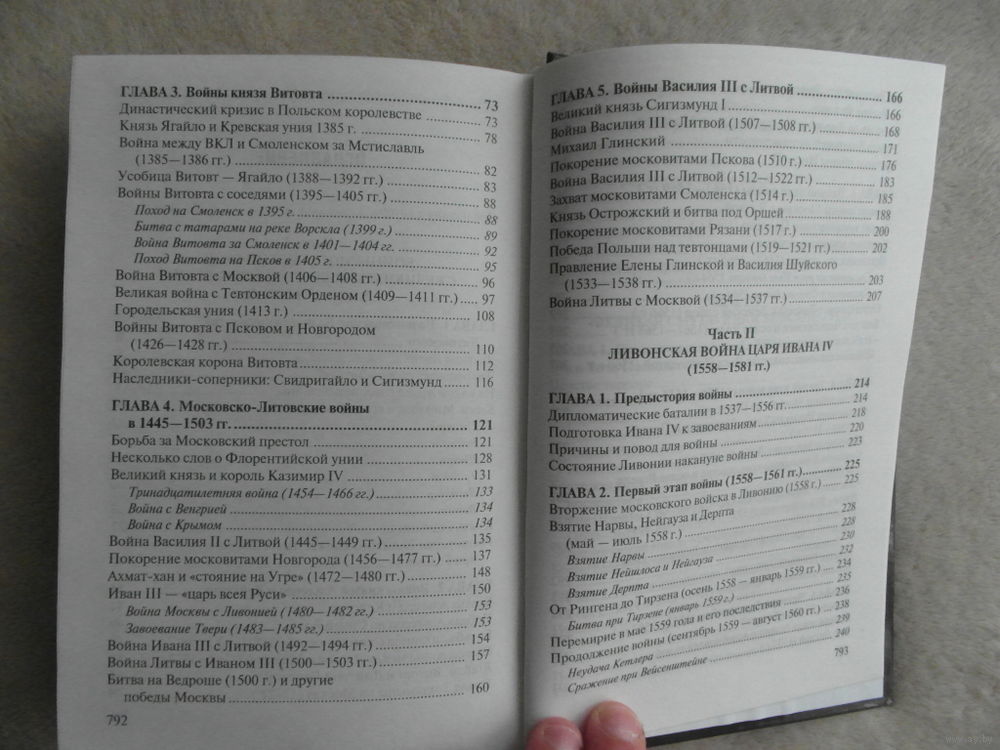 ГЛАВА 3. Войны князя Витовта 73
Династический кризис в Польском королевстве 73
Князь Ягайло и Кревская уния 1385 г. 78
Война между ВКЛ и Смоленском за Мстиславль
(1385—1386 гг.) 82
Усобица Витовт — Ягайло (1388—1392 гг.) 83
Войны Витовта с соседями (1395—1405 гг.) 88
Поход на Смоленск в 1395 г. 88
Битва с татарами на реке Ворскла (1399 г.) 89
Война Витовта за Смоленск в 1401—1404 гг. 92
Поход Витовта на Псков в 1405 г. 95
Война Витовта с Москвой (1406—1408 гг.) 96
Великая война с Тевтонским Орденом (1409—1411 гг.) 97
Городельская уния (1413 г.) 108
Войны Витовта с Псковом и Новгородом
(1426—1428 гг.) 110
Королевская корона Витовта 112
Наследники-соперники: Свидригайло и Сигизмунд 116
ГЛАВА 4. Московско-Литовские войны
в 1445—1503 гг. 121
Борьба за Московский престол 121
Несколько слов о Флорентийской унии 128
Великий князь и король Казимир IV 131
Тринадцатилетняя война (1454—1466 гг.) 133
Война с Венгрией 134
Война с Крымом 134
Война Василия II с Литвой (1445—1449 гг.) 135
Покорение московитами Новгорода (1456—1477 гг.) 137
Ахмат-хан и «стояние на Угре» (1472—1480 гг.) 148
Иван III — «царь всея Руси» 150
Война Москвы с Ливонией (1480—1482 гг.) 153
Завоевание Твери (1483—1485 гг.) 153
Война Ивана III с Литвой (1492—1494 гг.) 154
Война Литвы с Иваном III (1500—1503 гг.) 157
Битва на Ведроше (1500 г.) и другие
победы Москвы 160
792
ГЛАВА 5. Войны Василия III с Литвой 166
Великий князь Сигизмунд I 166
Война Василия III с Литвой (1507—1508 гг.) 168
Михаил Глинский 171
Покорение московитами Пскова (1510 г.) 176
Война Василия III с Литвой (1512—1522 гг.) 183
Захват московитами Смоленска (1514 г.) 185
Князь Острожский и битва под Оршей 188
Покорение московитами Рязани (1517 г.) 200
Победа Польши над тевтонцами (1519—1521 гг.) 202
Правление Елены Глинской и Василия Шуйского
(1533—1538 гг.) 203
Война Литвы с Москвой (1534—1537 гг.) 207
Часть II
ЛИВОНСКАЯ ВОЙНА ЦАРЯ ИВАНА IV
(1558—1581 гг.)
ГЛАВА 1. Предыстория войны 214
Дипломатические баталии в 1537—1556 гг. 214
Подготовка Ивана IV к завоеваниям 218
Причины и повод для войны 220
Состояние Ливонии накануне войны 223
ГЛАВА 2. Первый этап войны (1558—1561 гг.) 225
Вторжение московского войска в Ливонию (1558 г.) 225
Взятие Нарвы, Нейгауза и Дерпта
(май — июль 1558 г.) 228
Взятие Нарвы 228
Взятие Нейшлоса и Нейгауза 230
Взятие Дерпта 232
От Рингена до Тирзена (осень 1558 — январь 1559 г.) 234
Битва при Тирзене (январь 1559 г.) 235
Перемирие в мае 1559 года и его последствия 236
Продолжение войны (сентябрь 1559 — август 1560 гг.) 238
Неудача Кетлера 239
Сражение при Вейсенштейне 240
793
www.ay.by